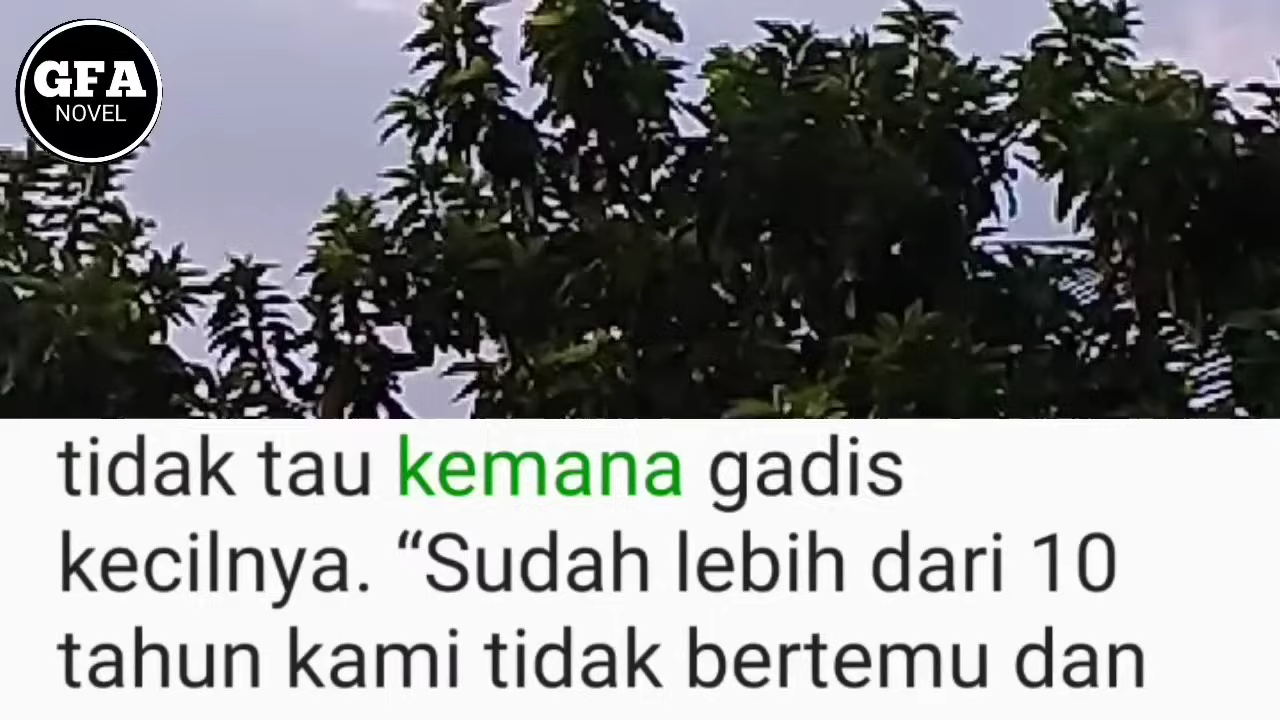 GFA
NOVEL
tidak tau kemana gadis
kecilnya. “Sudah lebih dari 10
tahun kami tidak bertemu dan